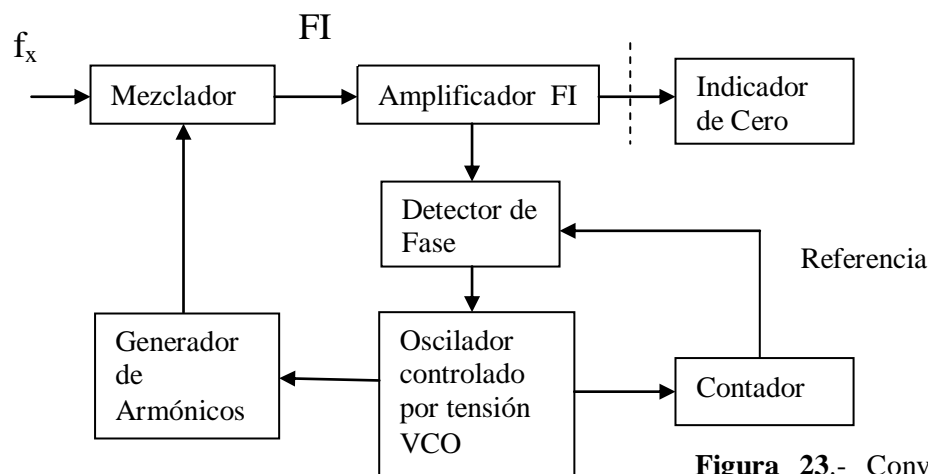 FI
fx
Mezclador
Amplificador FI
Indicador
de Cero
Detector de
Fase
Referencia
Generador
de
Armónicos
Oscilador
controlado
por tensión
VCO
Contador
Figura 23.- Conv